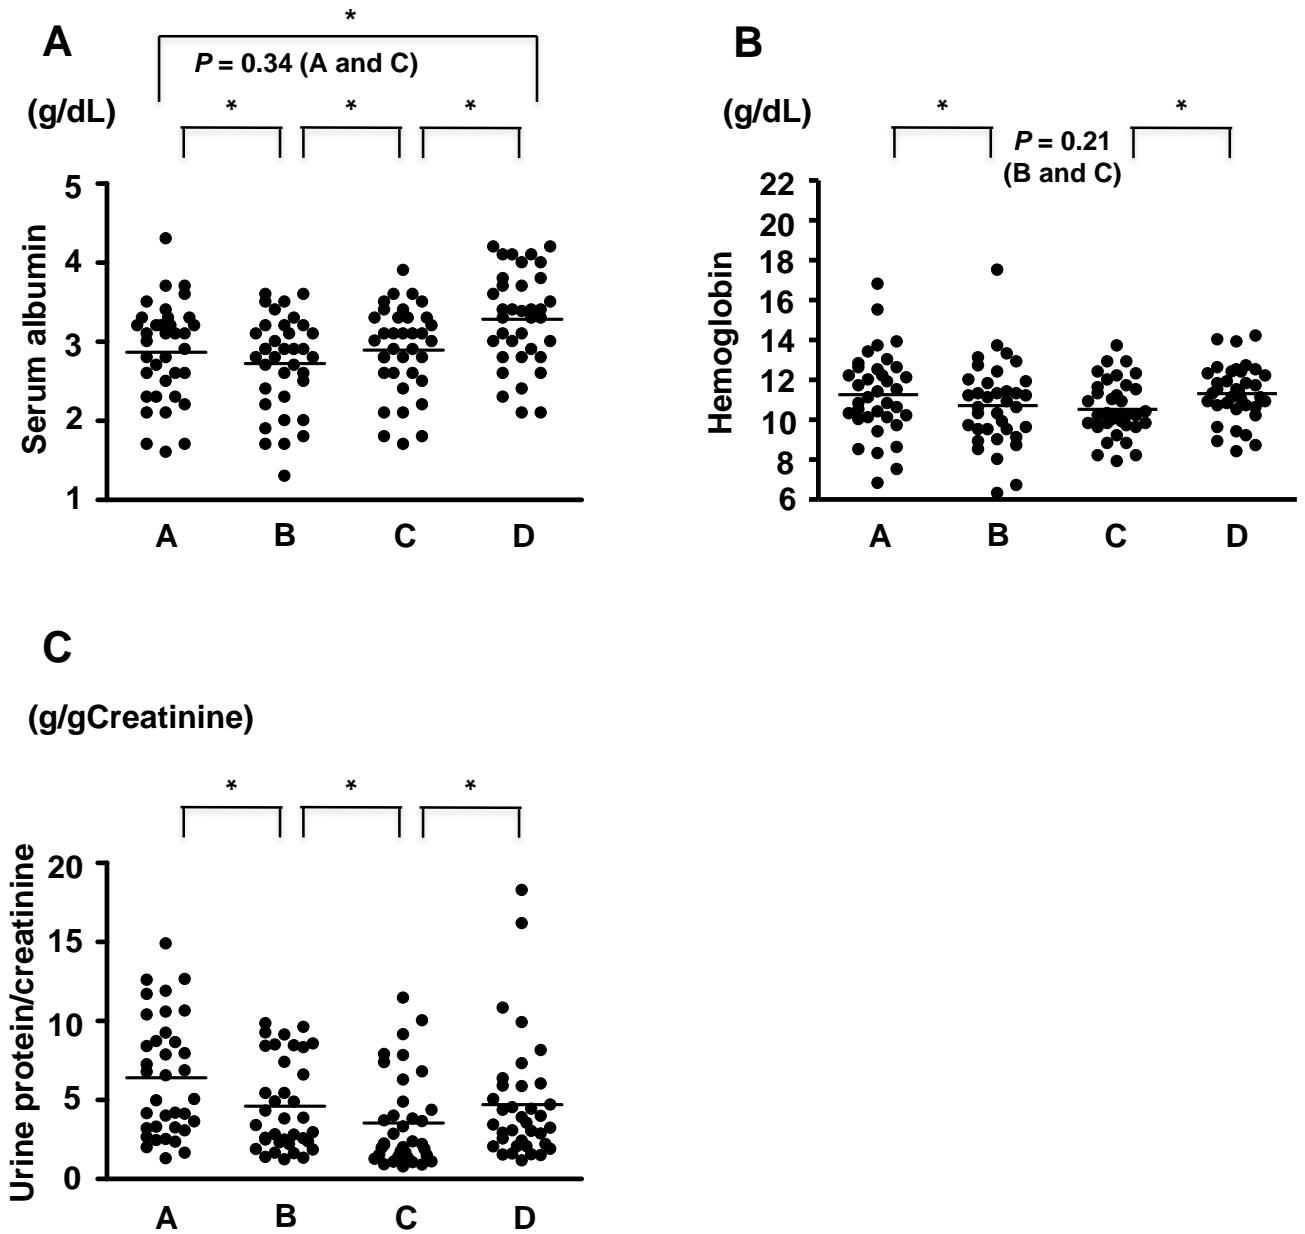 A
*
P = 0.34 (A and C)
(g/dL)
* * *
Serum albumin
5
4
3
2
1
A B C D
B
(g/dL)
* *
P = 0.21
(B and C)
Hemoglobin
22
20
18
16
14
12
10
8
6
A B C D
C
(g/gCreatinine)
* * *
Urine protein/creatinine
20
15
10
5
0
A B C D